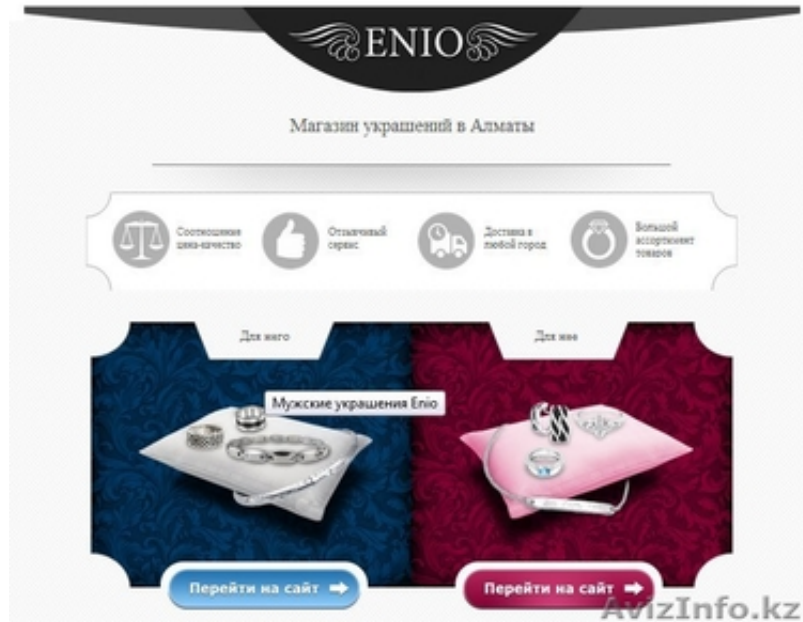 ENIO
Магазин украшений в Алматы
Соотношение
цена-качество
Отзывчивый
сервис
Доставка в
любой город
Большой
ассортимент
товаров
Для него
Для нее
Мужские украшения Enio
Перейти на сайт
Перейти на сайт
AvizInfo.kz